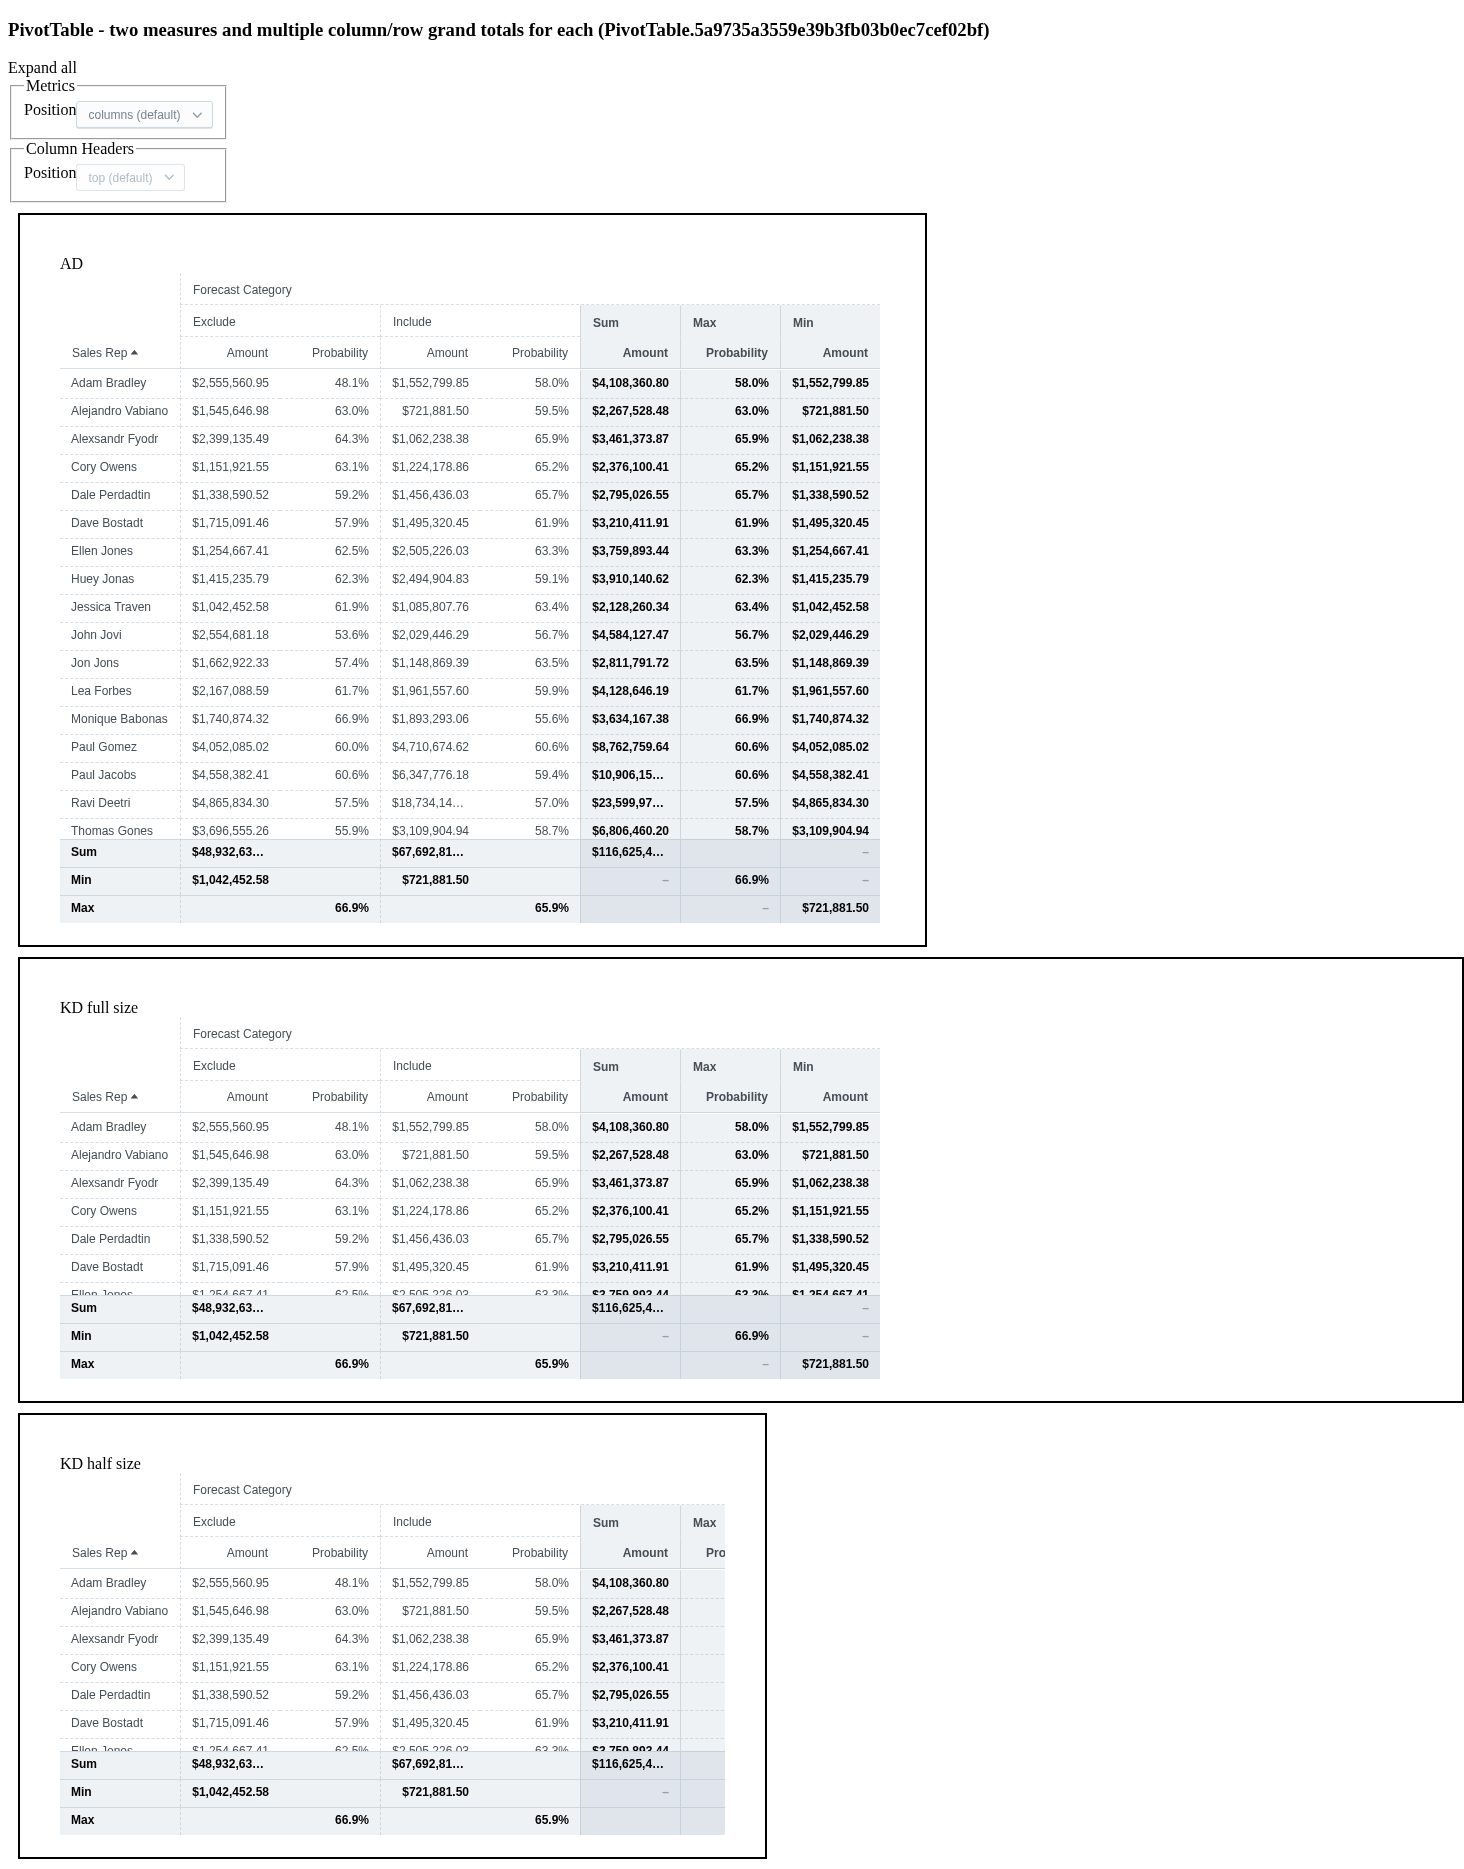 PivotTable - two measures and multiple column/row grand totals for each (PivotTable.5a9735a3559e39b3fb03b0ec7cef02bf)
Expand all
Metrics
Position columns (default)
Column Headers
Position top (default)
AD
Forecast Category
Exclude Include Sum Max Min
Sales Rep Amount Probability Amount Probability Amount Probability Amount
Adam Bradley $2,555,560.95 48.1% $1,552,799.85 58.0% $4,108,360.80 58.0% $1,552,799.85
Alejandro Vabiano $1,545,646.98 63.0% $721,881.50 59.5% $2,267,528.48 63.0% $721,881.50
Alexsandr Fyodr $2,399,135.49 64.3% $1,062,238.38 65.9% $3,461,373.87 65.9% $1,062,238.38
Cory Owens $1,151,921.55 63.1% $1,224,178.86 65.2% $2,376,100.41 65.2% $1,151,921.55
Dale Perdadtin $1,338,590.52 59.2% $1,456,436.03 65.7% $2,795,026.55 65.7% $1,338,590.52
Dave Bostadt $1,715,091.46 57.9% $1,495,320.45 61.9% $3,210,411.91 61.9% $1,495,320.45
Ellen Jones $1,254,667.41 62.5% $2,505,226.03 63.3% $3,759,893.44 63.3% $1,254,667.41
Huey Jonas $1,415,235.79 62.3% $2,494,904.83 59.1% $3,910,140.62 62.3% $1,415,235.79
Jessica Traven $1,042,452.58 61.9% $1,085,807.76 63.4% $2,128,260.34 63.4% $1,042,452.58
John Jovi $2,554,681.18 53.6% $2,029,446.29 56.7% $4,584,127.47 56.7% $2,029,446.29
Jon Jons $1,662,922.33 57.4% $1,148,869.39 63.5% $2,811,791.72 63.5% $1,148,869.39
Lea Forbes $2,167,088.59 61.7% $1,961,557.60 59.9% $4,128,646.19 61.7% $1,961,557.60
Monique Babonas $1,740,874.32 66.9% $1,893,293.06 55.6% $3,634,167.38 66.9% $1,740,874.32
Paul Gomez $4,052,085.02 60.0% $4,710,674.62 60.6% $8,762,759.64 60.6% $4,052,085.02
Paul Jacobs $4,558,382.41 60.6% $6,347,776.18 59.4% $10,906,15… 60.6% $4,558,382.41
Ravi Deetri $4,865,834.30 57.5% $18,734,14… 57.0% $23,599,97… 57.5% $4,865,834.30
Thomas Gones $3,696,555.26 55.9% $3,109,904.94 58.7% $6,806,460.20 58.7% $3,109,904.94
Sum $48,932,63… $67,692,81… $116,625,4… –
Min $1,042,452.58 $721,881.50 – 66.9% –
Max 66.9% 65.9% – $721,881.50
KD full size
Forecast Category
Exclude Include Sum Max Min
Sales Rep Amount Probability Amount Probability Amount Probability Amount
Adam Bradley $2,555,560.95 48.1% $1,552,799.85 58.0% $4,108,360.80 58.0% $1,552,799.85
Alejandro Vabiano $1,545,646.98 63.0% $721,881.50 59.5% $2,267,528.48 63.0% $721,881.50
Alexsandr Fyodr $2,399,135.49 64.3% $1,062,238.38 65.9% $3,461,373.87 65.9% $1,062,238.38
Cory Owens $1,151,921.55 63.1% $1,224,178.86 65.2% $2,376,100.41 65.2% $1,151,921.55
Dale Perdadtin $1,338,590.52 59.2% $1,456,436.03 65.7% $2,795,026.55 65.7% $1,338,590.52
Dave Bostadt $1,715,091.46 57.9% $1,495,320.45 61.9% $3,210,411.91 61.9% $1,495,320.45
Ellen Jones $1,254,667.41 62.5% $2,505,226.03 63.3% $3,759,893.44 63.3% $1,254,667.41
Sum $48,932,63… $67,692,81… $116,625,4… –
Min $1,042,452.58 $721,881.50 – 66.9% –
Max 66.9% 65.9% – $721,881.50
KD half size
Forecast Category
Exclude Include Sum Max
Sales Rep Amount Probability Amount Probability Amount Pro
Adam Bradley $2,555,560.95 48.1% $1,552,799.85 58.0% $4,108,360.80
Alejandro Vabiano $1,545,646.98 63.0% $721,881.50 59.5% $2,267,528.48
Alexsandr Fyodr $2,399,135.49 64.3% $1,062,238.38 65.9% $3,461,373.87
Cory Owens $1,151,921.55 63.1% $1,224,178.86 65.2% $2,376,100.41
Dale Perdadtin $1,338,590.52 59.2% $1,456,436.03 65.7% $2,795,026.55
Dave Bostadt $1,715,091.46 57.9% $1,495,320.45 61.9% $3,210,411.91
Ellen Jones $1,254,667.41 62.5% $2,505,226.03 63.3% $3,759,893.44
Sum $48,932,63… $67,692,81… $116,625,4…
Min $1,042,452.58 $721,881.50 –
Max 66.9% 65.9%